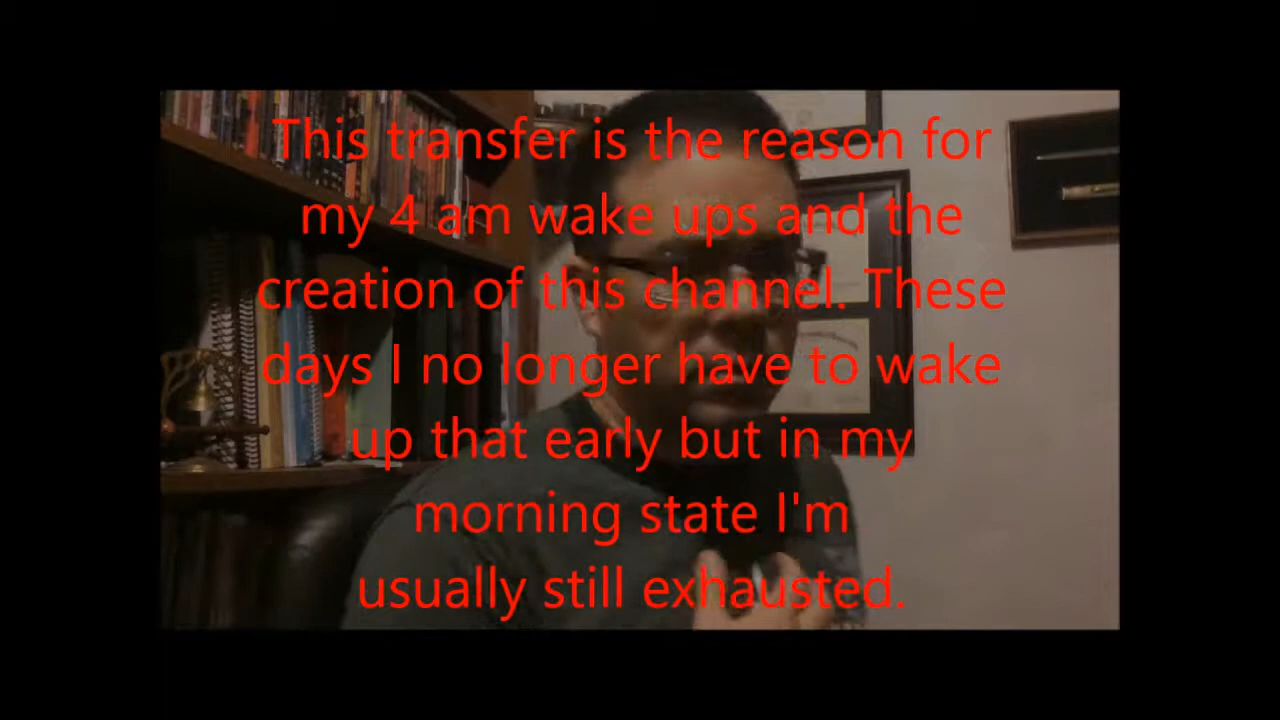 This transfer is the reason for
my 4 am wake ups and the
creation of this channel. These
days I no longer have to wake
up that early but in my
morning state I'm
usually still exhausted.